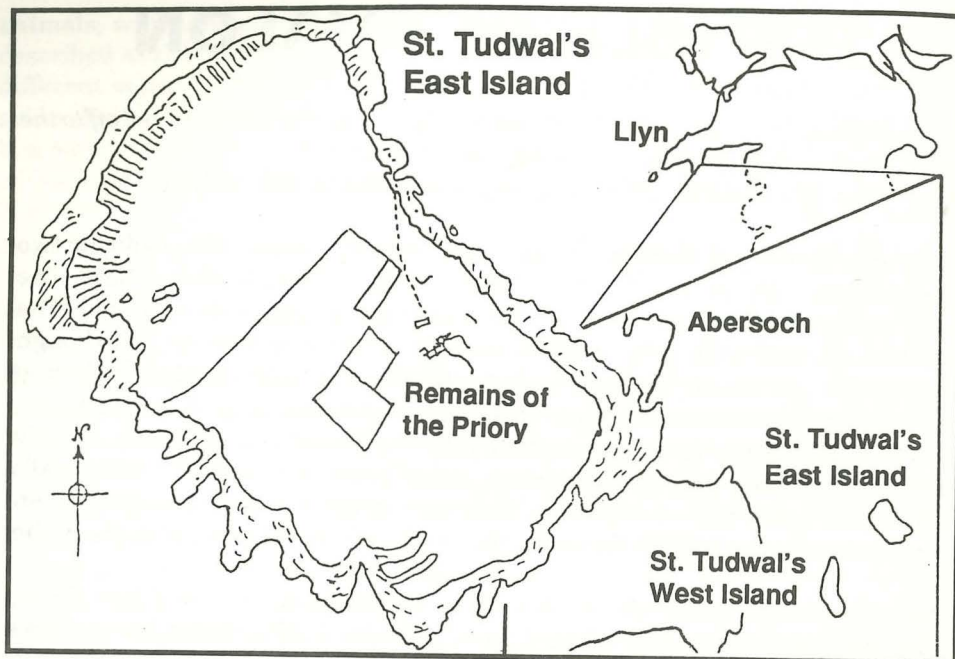 St. Tudwal's
East Island
Llyn
Abersoch
Remains of
the Priory
N
St. Tudwal's
East Island
St. Tudwal's
West Island